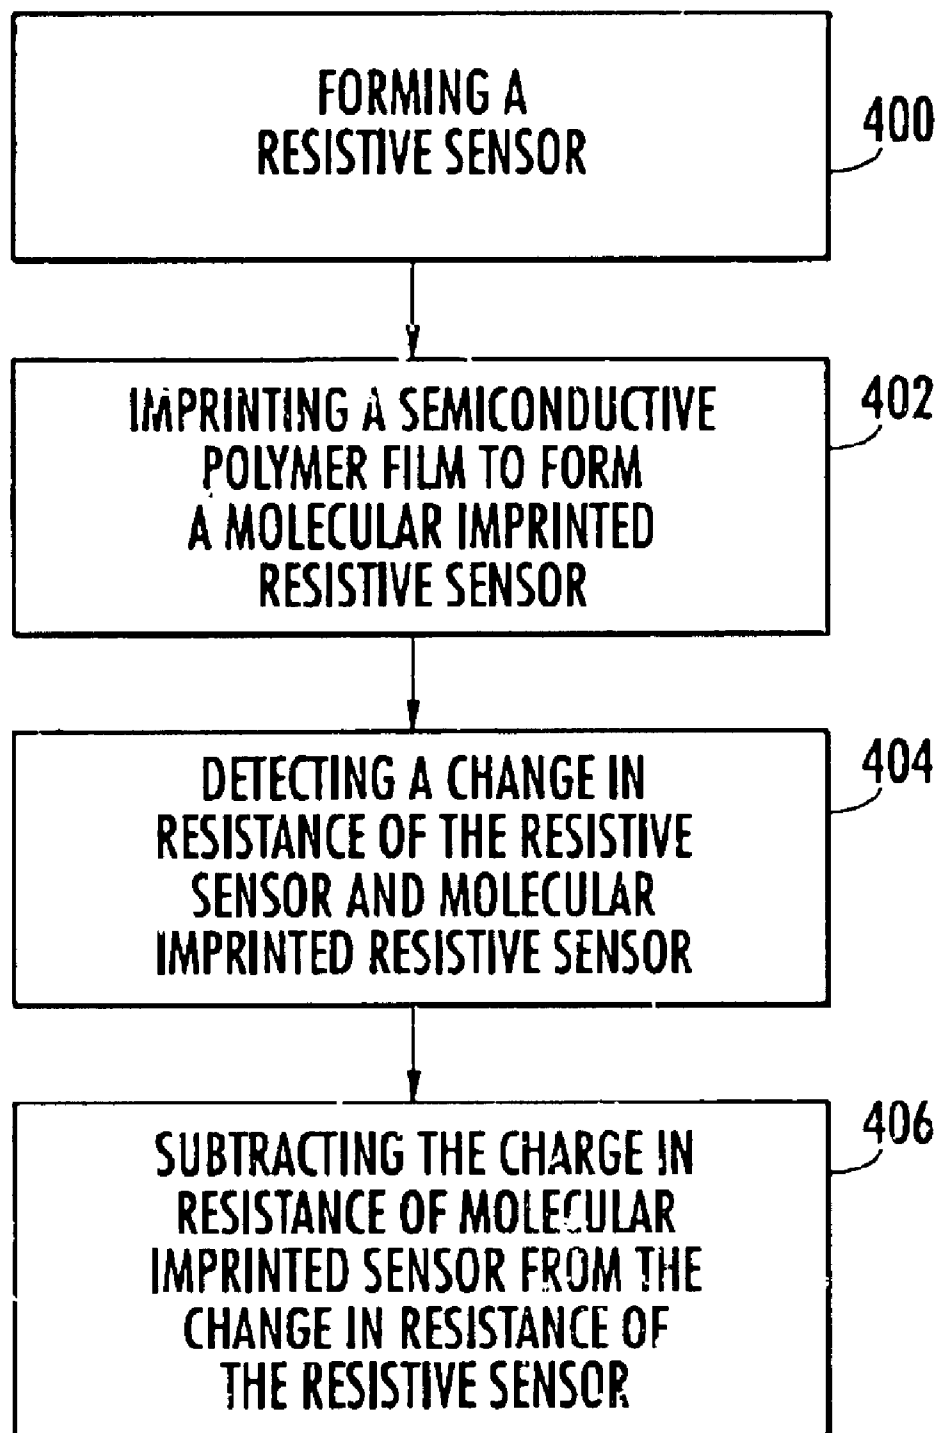 FORMING A
RESISTIVE SENSOR
400
IMPRINTING A SEMICONDUCTIVE
POLYMER FILM TO FORM
A MOLECULAR IMPRINTED
RESISTIVE SENSOR
402
DETECTING A CHANGE IN
RESISTANCE OF THE RESISTIVE
SENSOR AND MOLECULAR
IMPRINTED RESISTIVE SENSOR
404
SUBTRACTING THE CHARGE IN
RESISTANCE OF MOLECULAR
IMPRINTED SENSOR FROM THE
CHANGE IN RESISTANCE OF
THE RESISTIVE SENSOR
406